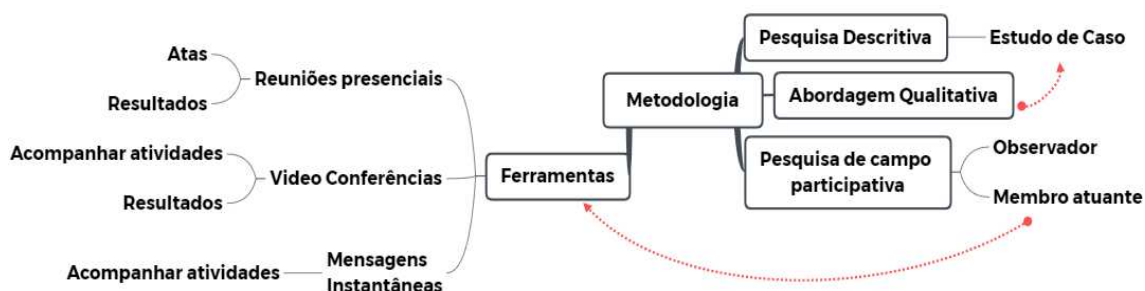 Metodologia
Pesquisa Descritiva
Estudo de Caso
Abordagem Qualitativa
Pesquisa de campo
participativa
Observador
Membro atuante
Ferramentas
Reuniões presenciais
Atas
Resultados
Video Conferências
Acompanhar atividades
Resultados
Mensagens
Instantâneas
Acompanhar atividades